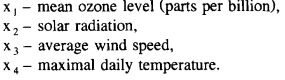 x₁ – mean ozone level (parts per billion),
x₂ – solar radiation,
x₃ – average wind speed,
x₄ – maximal daily temperature.